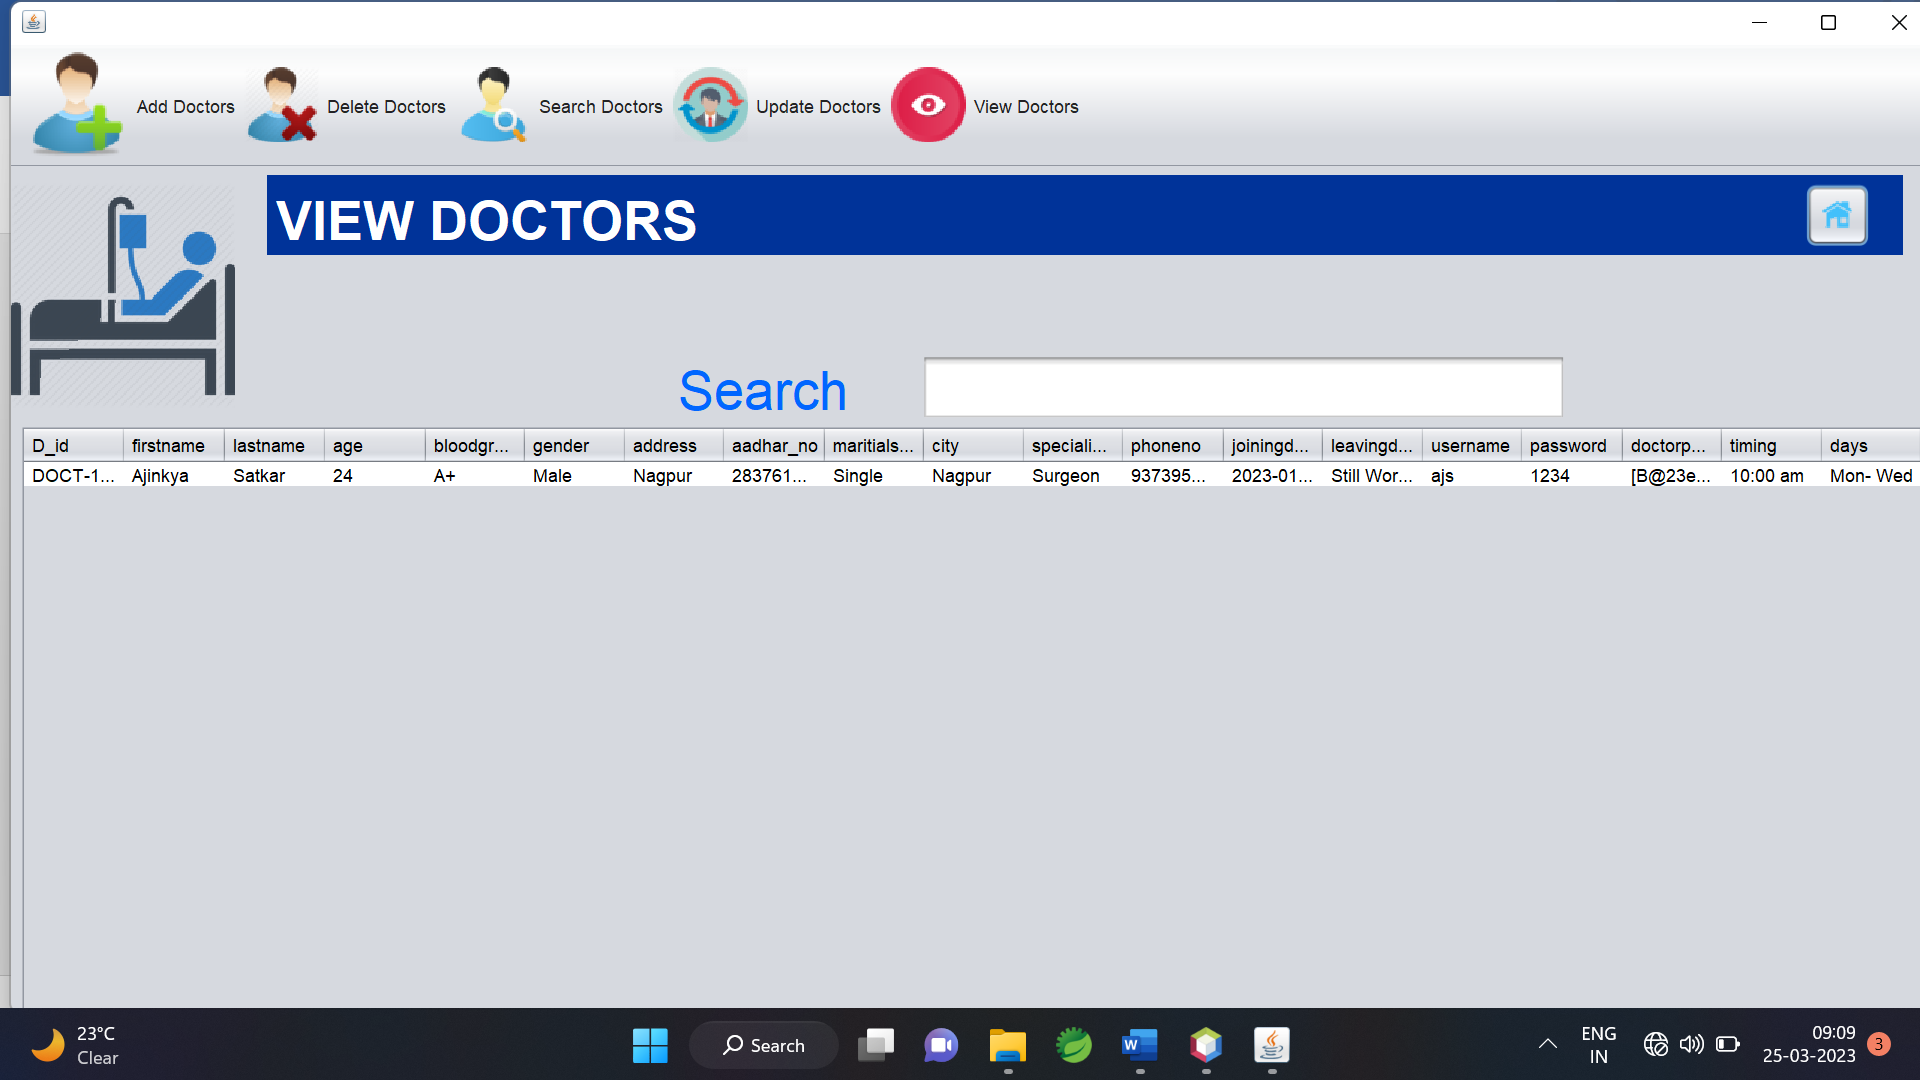 Add Doctors Delete Doctors Search Doctors Update Doctors View Doctors
VIEW DOCTORS
Search
D_id firstname lastname age bloodgr... gender address aadhar_no maritials... city speciali... phoneno joiningd... leavingd... username password doctorp... timing days
DOCT-1... Ajinkya Satkar 24 A+ Male Nagpur 283761... Single Nagpur Surgeon 937395... 2023-01... Still Wor... ajs 1234 [B@23e... 10:00 am Mon- Wed
23°C
Clear
Search
W
ENG
IN
09:09
25-03-2023
3